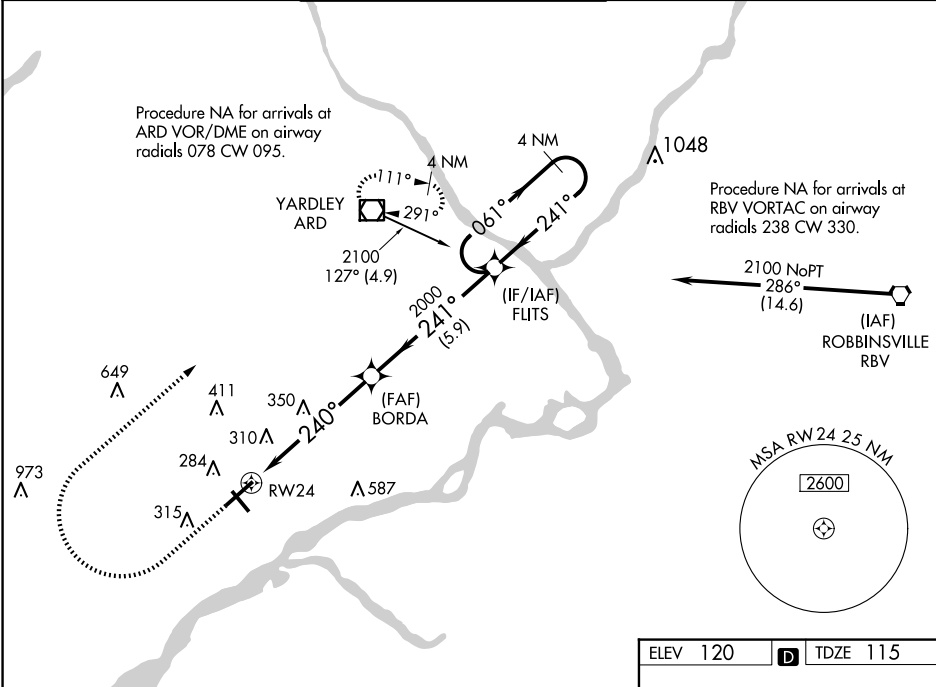 Procedure NA for arrivals at
ARD VOR/DME on airway
radials 078 CW 095.
4 NM
4 NM
1048
111°
291°
YARDLEY
ARD
2100
127° (4.9)
061°
241°
Procedure NA for arrivals at
RBV VORTAC on airway
radials 238 CW 330.
2100 NoPT
286°
(14.6)
(IAF)
ROBBINSVILLE
RBV
(IF/IAF)
FLITS
2000
241°
(5.9)
(FAF)
BORDA
240°
649
411
350
310
284
973
315
587
RW24
MSA RW 24 25 NM
2600
ELEV 120
D
TDZE 115